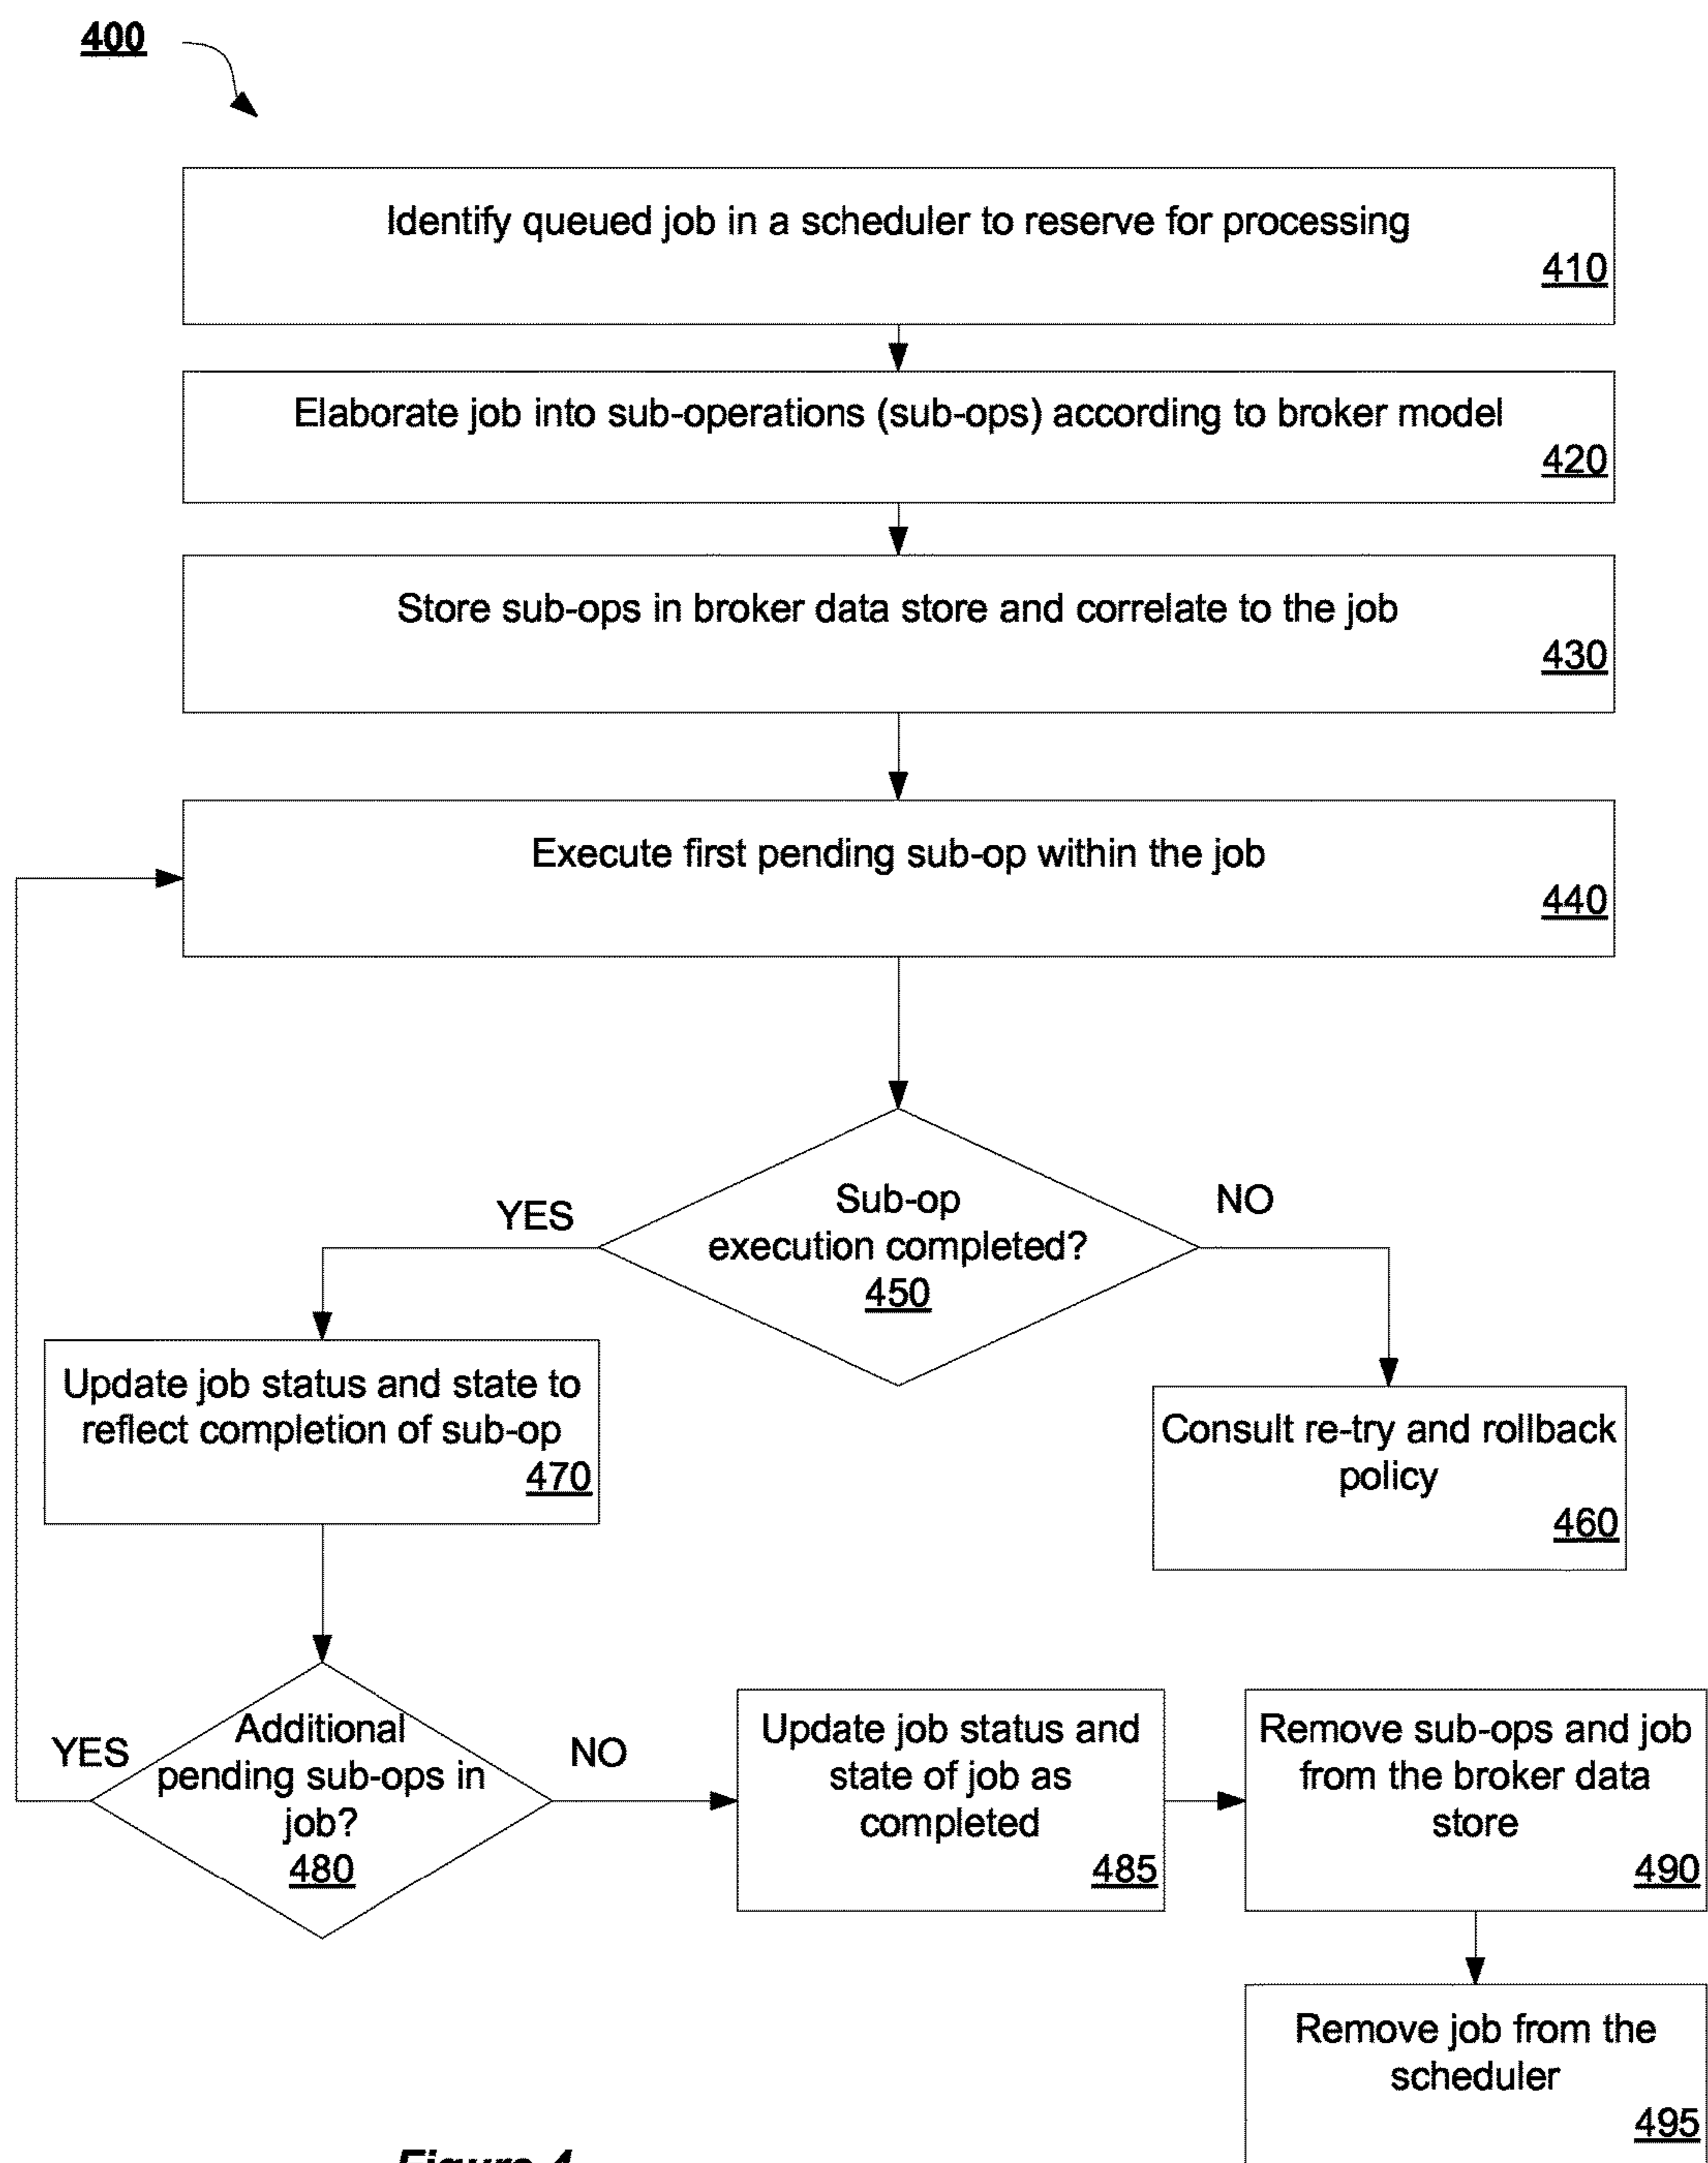 400
Identify queued job in a scheduler to reserve for processing
410
Elaborate job into sub-operations (sub-ops) according to broker model
420
Store sub-ops in broker data store and correlate to the job
430
Execute first pending sub-op within the job
440
Sub-op
execution completed?
450
YES
NO
Update job status and state to
reflect completion of sub-op
470
Consult re-try and rollback
policy
460
Additional
pending sub-ops in
job?
480
YES
NO
Update job status and
state of job as
completed
485
Remove sub-ops and job
from the broker data
store
490
Remove job from the
scheduler
495
Figure 4